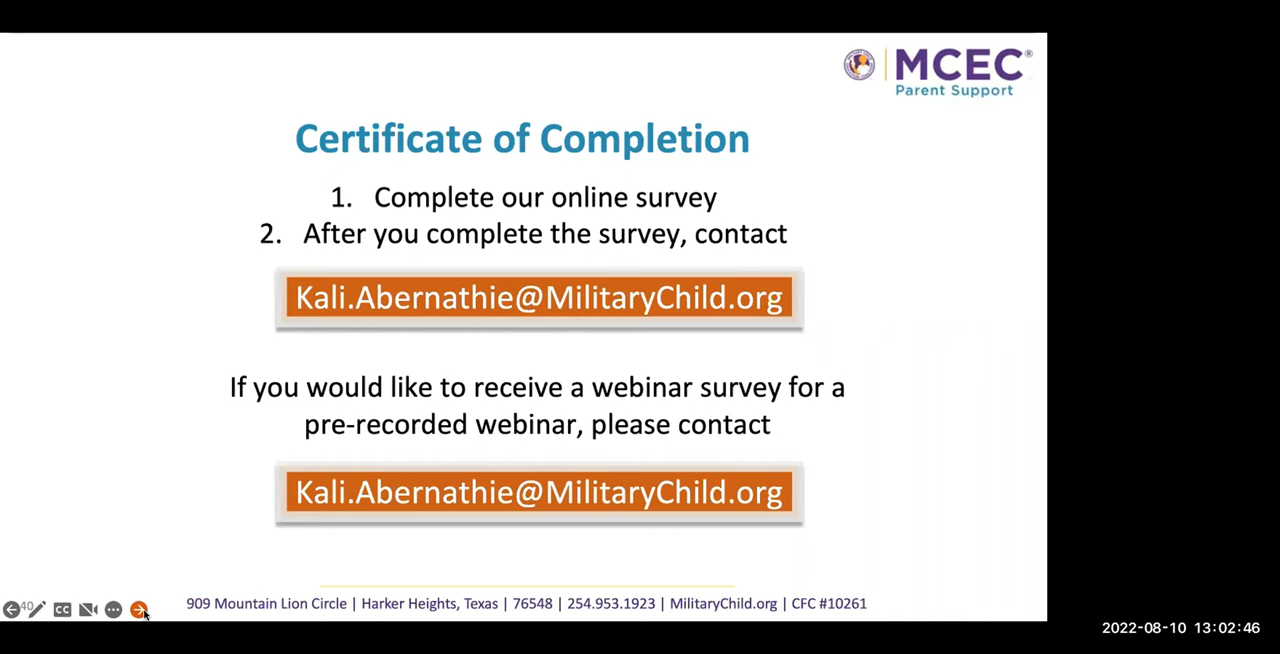 MCEC®
Parent Support
Certificate of Completion
1. Complete our online survey
2. After you complete the survey, contact
Kali.Abernathie@MilitaryChild.org
If you would like to receive a webinar survey for a
pre-recorded webinar, please contact
Kali.Abernathie@MilitaryChild.org
40
CC
909 Mountain Lion Circle | Harker Heights, Texas | 76548 | 254.953.1923 | MilitaryChild.org | CFC #10261
2022-08-10 13:02:46